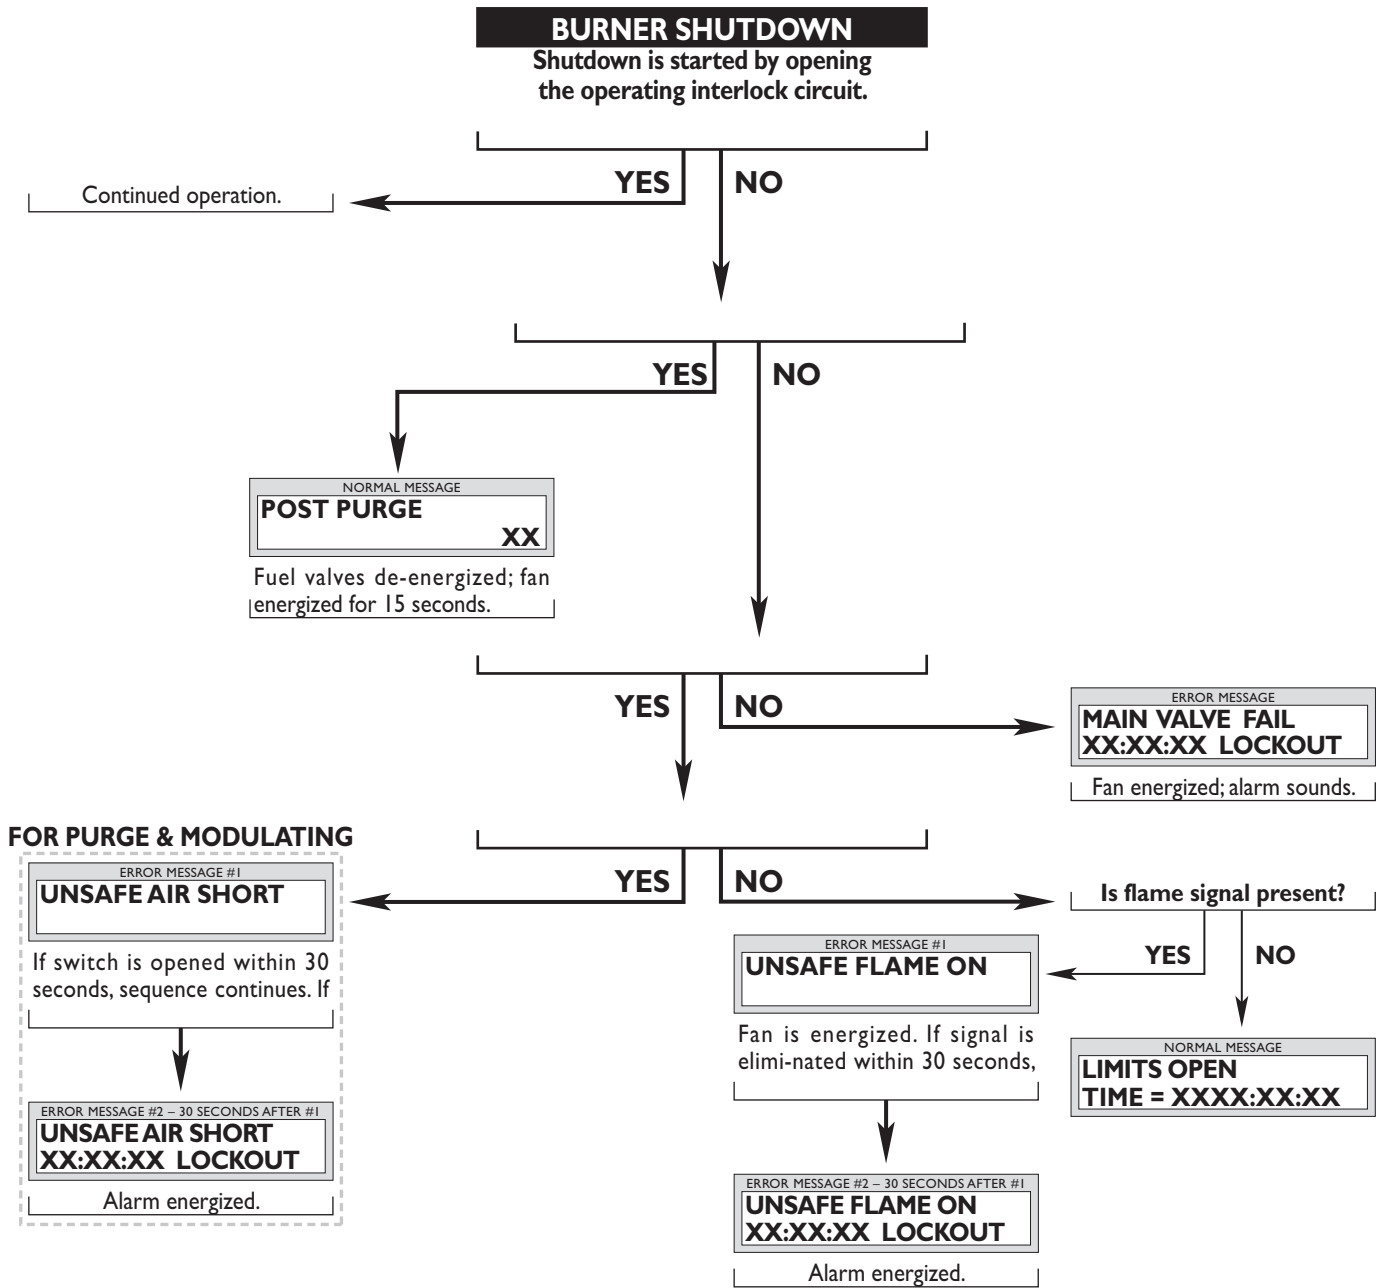 BURNER SHUTDOWN
Shutdown is started by opening
the operating interlock circuit.
YES
NO
Continued operation.
YES
NO
NORMAL MESSAGE
POST PURGE
XX
Fuel valves de-energized; fan
energized for 15 seconds.
YES
NO
ERROR MESSAGE
MAIN VALVE FAIL
XX:XX:XX LOCKOUT
Fan energized; alarm sounds.
FOR PURGE & MODULATING
ERROR MESSAGE #1
UNSAFE AIR SHORT
If switch is opened within 30
seconds, sequence continues. If
ERROR MESSAGE #2 – 30 SECONDS AFTER #1
UNSAFE AIR SHORT
XX:XX:XX LOCKOUT
Alarm energized.
YES
NO
Is flame signal present?
YES
NO
ERROR MESSAGE #1
UNSAFE FLAME ON
Fan is energized. If signal is
elimi-nated within 30 seconds,
NORMAL MESSAGE
LIMITS OPEN
TIME = XXXX:XX:XX
ERROR MESSAGE #2 – 30 SECONDS AFTER #1
UNSAFE FLAME ON
XX:XX:XX LOCKOUT
Alarm energized.